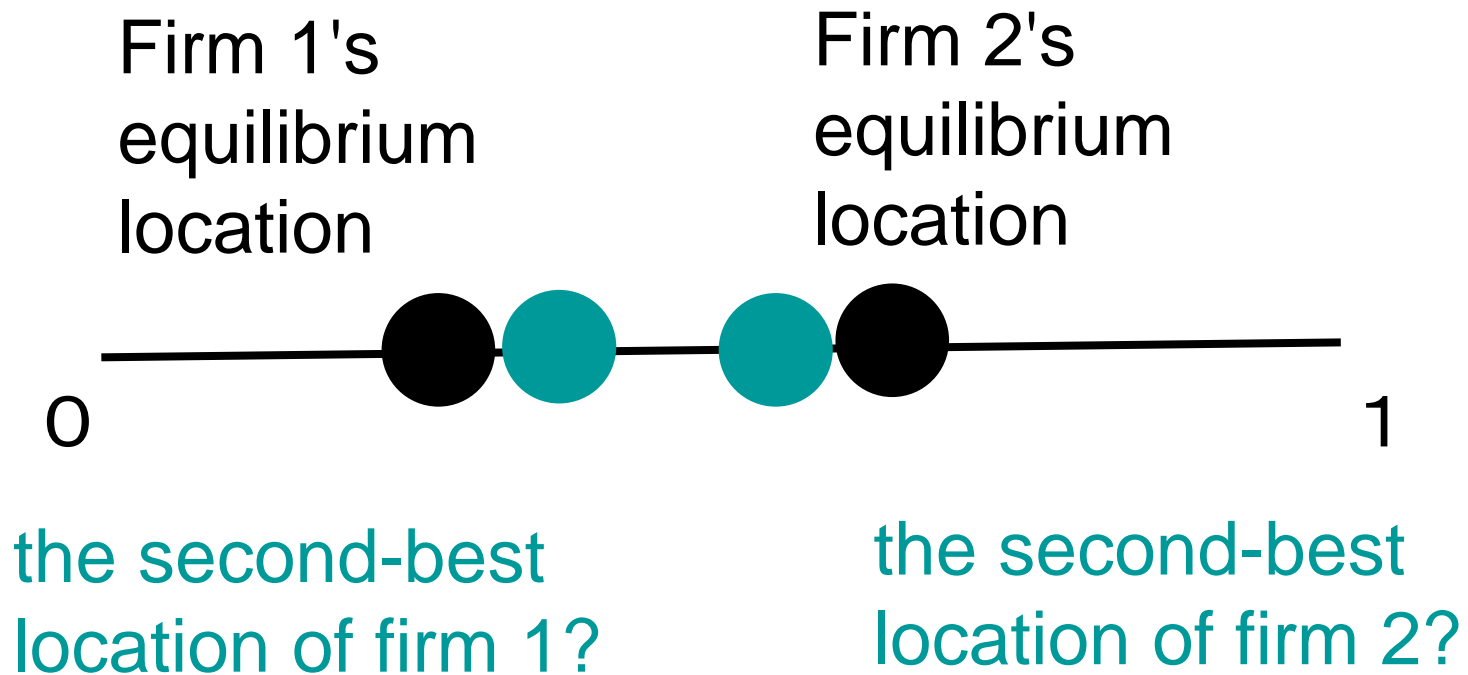 Firm 1's
equilibrium
location
Firm 2's
equilibrium
location
0
1
the second-best
location of firm 1?
the second-best
location of firm 2?